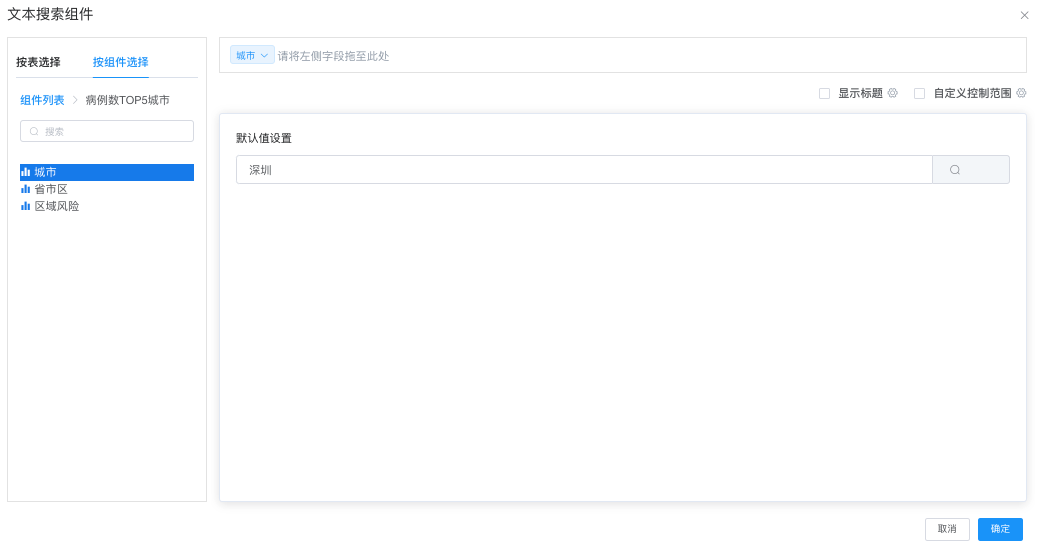 文本搜索组件
按表选择
按组件选择
组件列表
病例数TOP5城市
搜索
城市
省市区
区域风险
城市
请将左侧字段拖至此处
显示标题
自定义控制范围
默认值设置
深圳
取消
确定